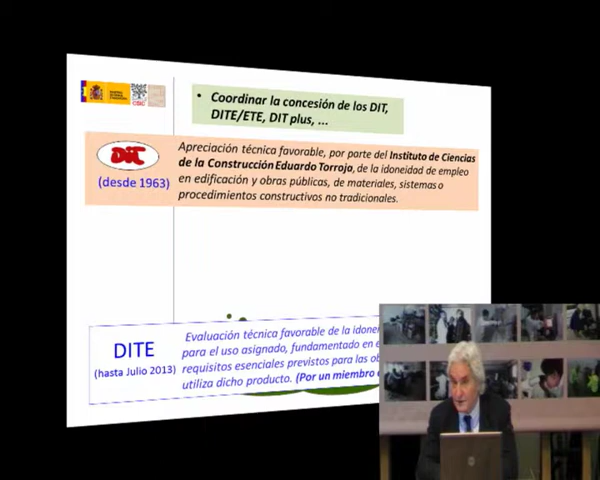 • Coordinar la concesión de los DIT,
DITE/ETE, DIT plus, ...
DIT
(desde 1963)
Apreciación técnica favorable, por parte del Instituto de Ciencias
de la Construcción Eduardo Torroja, de la idoneidad de empleo
en edificación y obras públicas, de materiales, sistemas o
procedimientos constructivos no tradicionales.
DITE
(hasta Julio 2013)
Evaluación técnica favorable de la idone
para el uso asignado, fundamentado en e
requisitos esenciales previstos para las ob
utiliza dicho producto. (Por un miembro